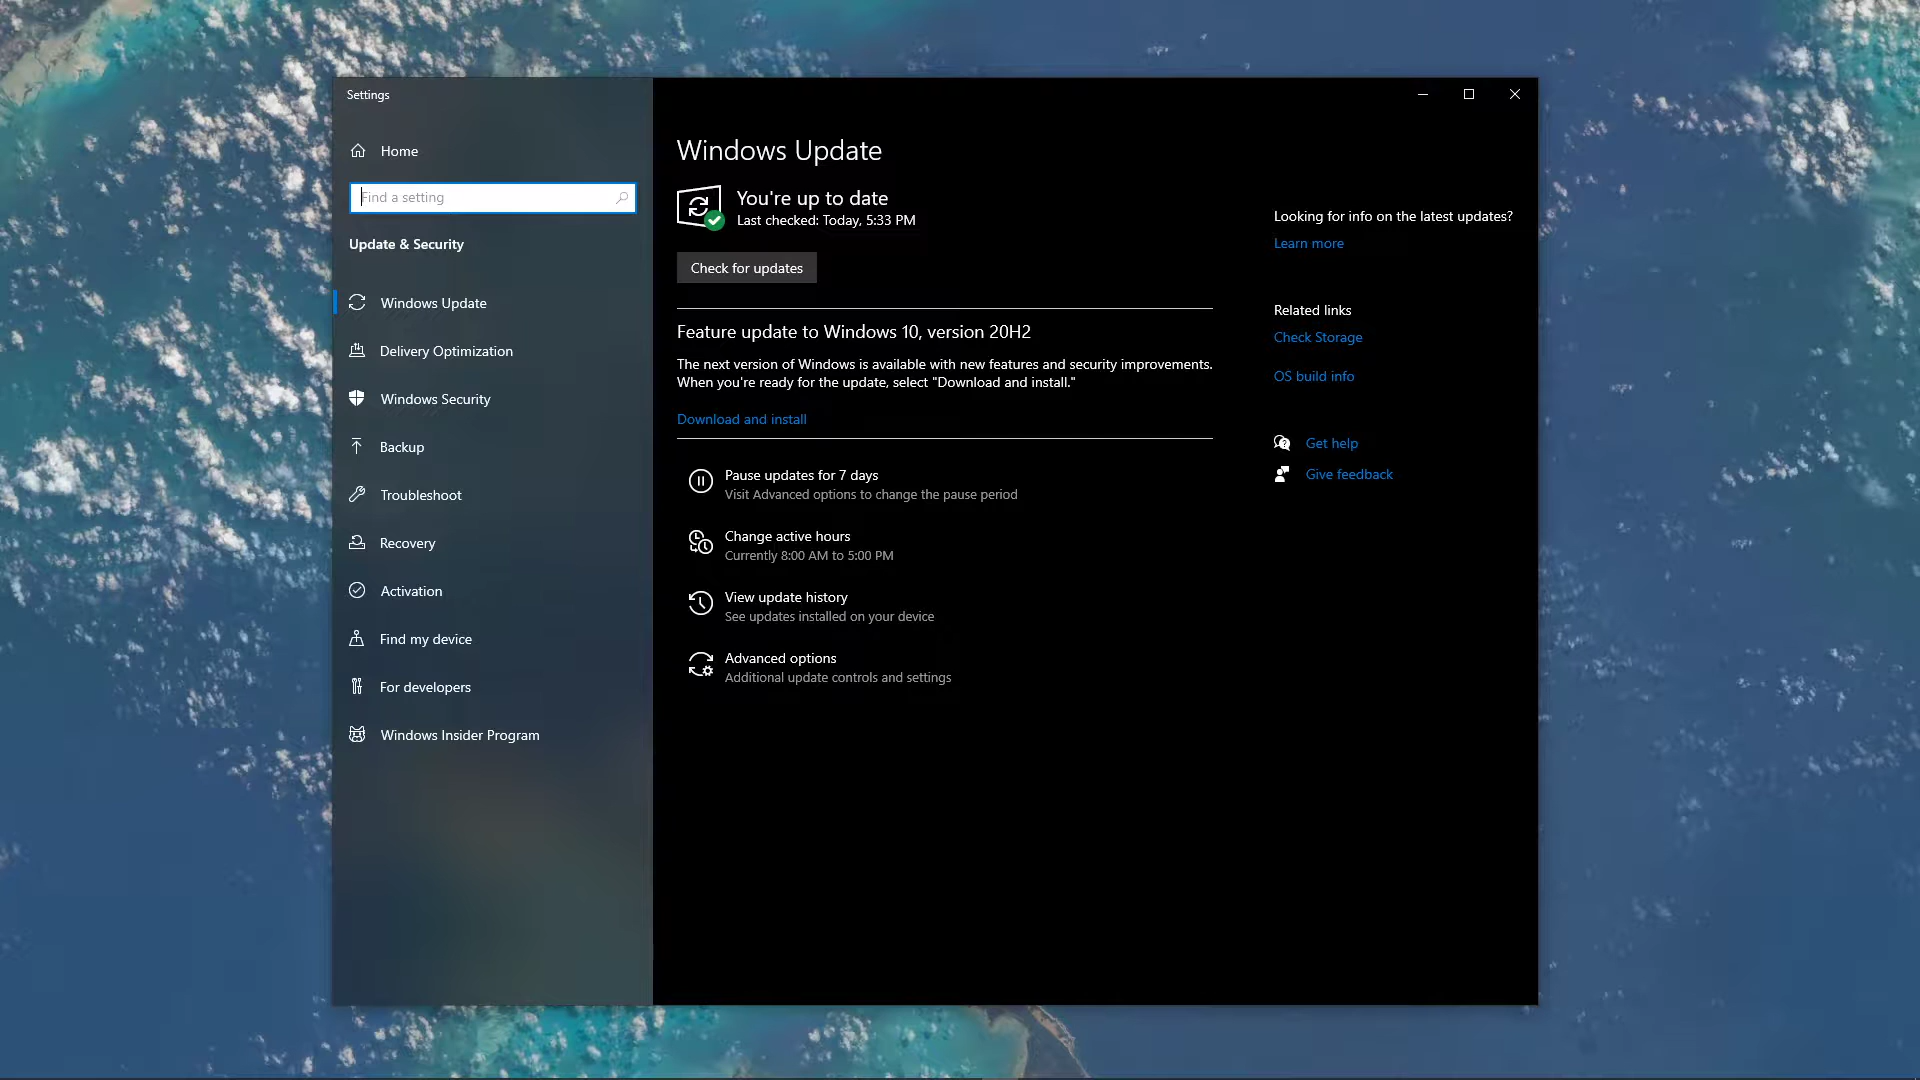 Settings
Home
Find a setting
Update & Security
Windows Update
Delivery Optimization
Windows Security
Backup
Troubleshoot
Recovery
Activation
Find my device
For developers
Windows Insider Program
Windows Update
You're up to date
Last checked: Today, 5:33 PM
Check for updates
Feature update to Windows 10, version 20H2
The next version of Windows is available with new features and security improvements.
When you're ready for the update, select "Download and install."
Download and install
Pause updates for 7 days
Visit Advanced options to change the pause period
Change active hours
Currently 8:00 AM to 5:00 PM
View update history
See updates installed on your device
Advanced options
Additional update controls and settings
Looking for info on the latest updates?
Learn more
Related links
Check Storage
OS build info
Get help
Give feedback